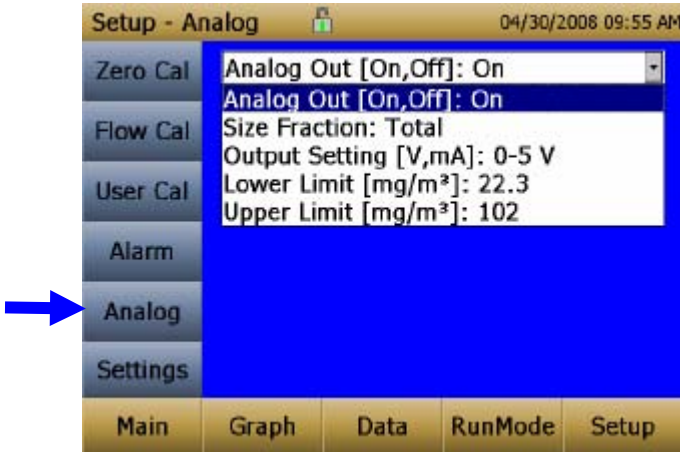 Setup - Analog 04/30/2008 09:55 AM
Zero Cal
Flow Cal
User Cal
Alarm
Analog
Settings
Analog Out [On,Off]: On
Analog Out [On,Off]: On
Size Fraction: Total
Output Setting [V,mA]: 0-5 V
Lower Limit [mg/m³]: 22.3
Upper Limit [mg/m³]: 102
Main Graph Data RunMode Setup